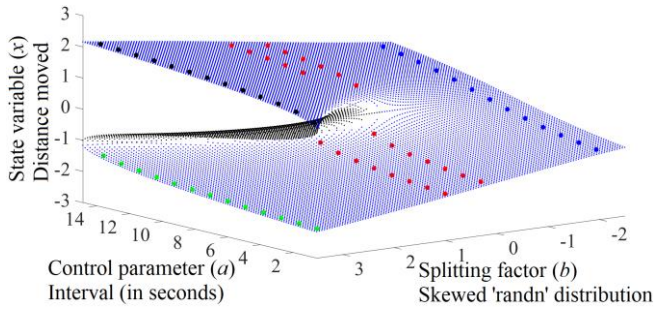 3
2
1
0
-1
-2
-3
State variable (x)
Distance moved
14 12 10 8 6 4 2
Control parameter (a)
Interval (in seconds)
3 2 1 0 -1 -2
Splitting factor (b)
Skewed 'randn' distribution